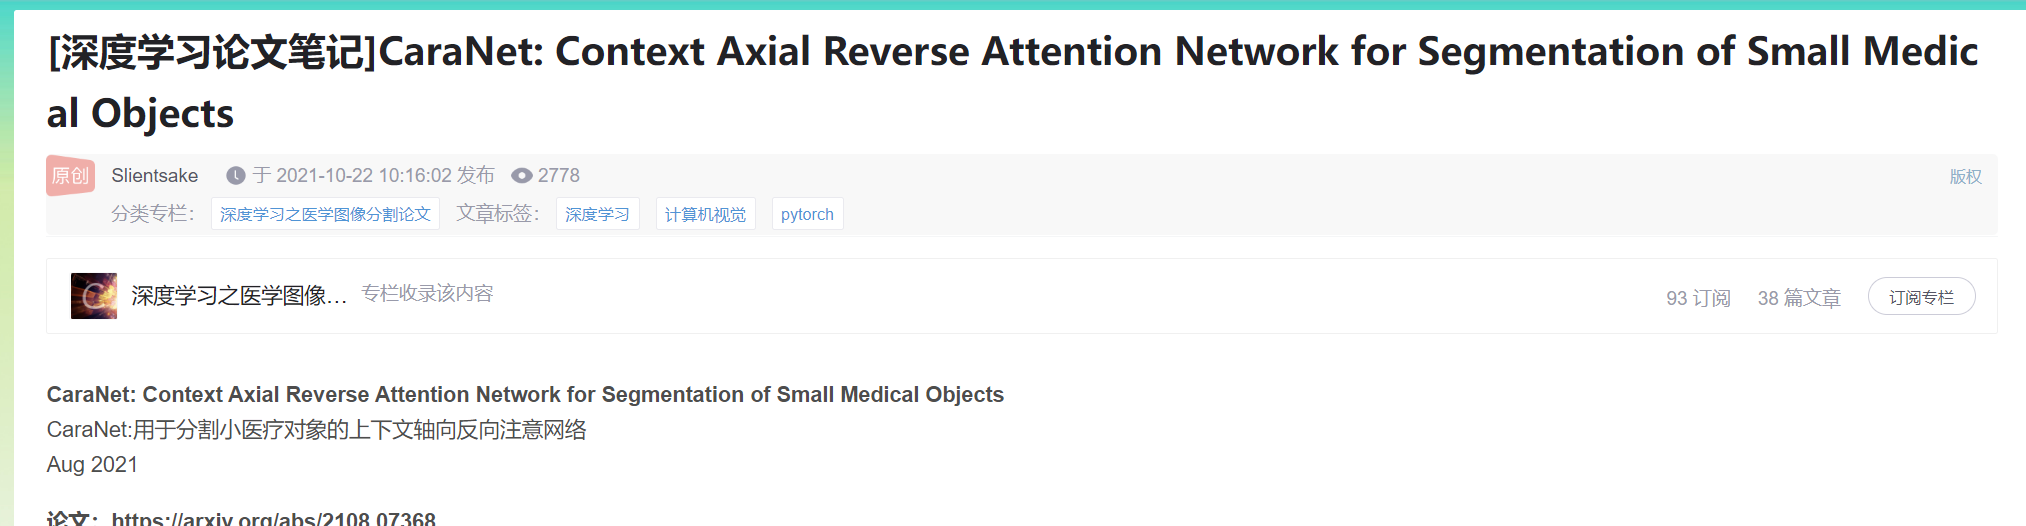 [深度学习论文笔记]CaraNet: Context Axial Reverse Attention Network for Segmentation of Small Medic
al Objects
原创 Slientsake 于 2021-10-22 10:16:02 发布 2778 版权
分类专栏： 深度学习之医学图像分割论文 文章标签： 深度学习 计算机视觉 pytorch
C 深度学习之医学图像... 专栏收录该内容 93 订阅 38 篇文章 订阅专栏
CaraNet: Context Axial Reverse Attention Network for Segmentation of Small Medical Objects
CaraNet:用于分割小医疗对象的上下文轴向反向注意网络
Aug 2021
论文：https://arxiv.org/abs/2108.07368